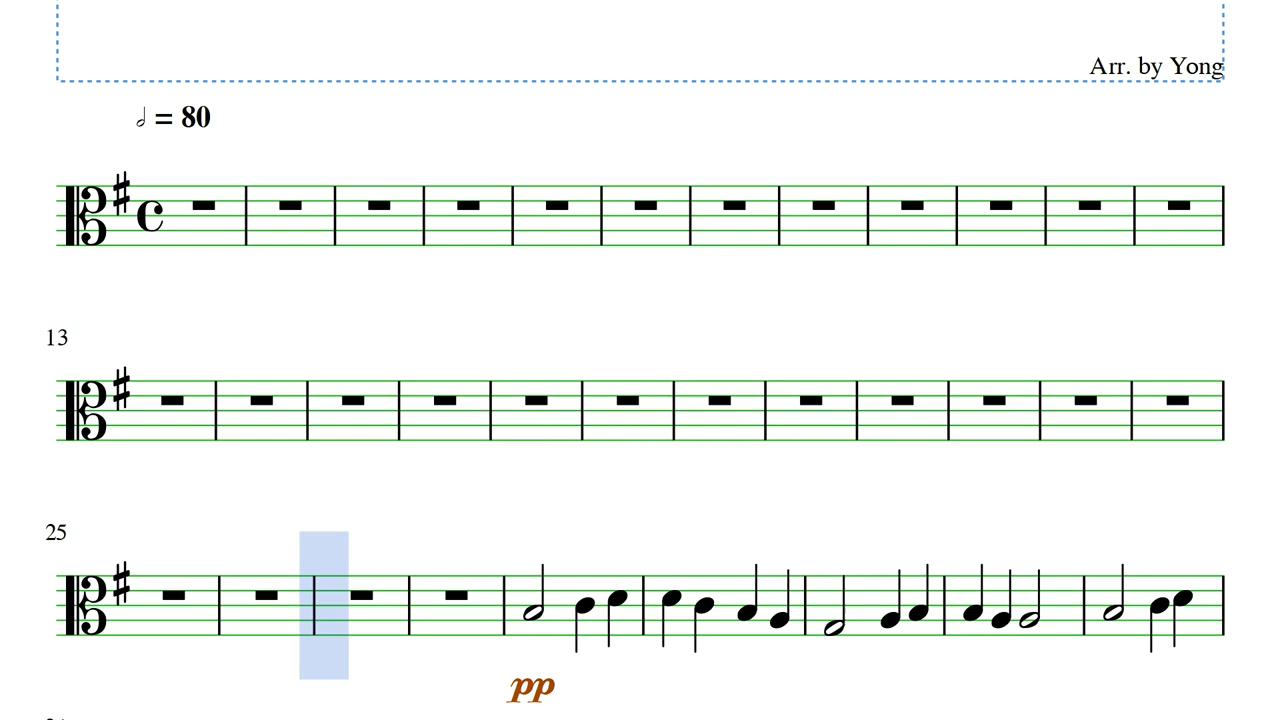 Arr. by Yong
𝅗𝅥 = 80
13
25
pp